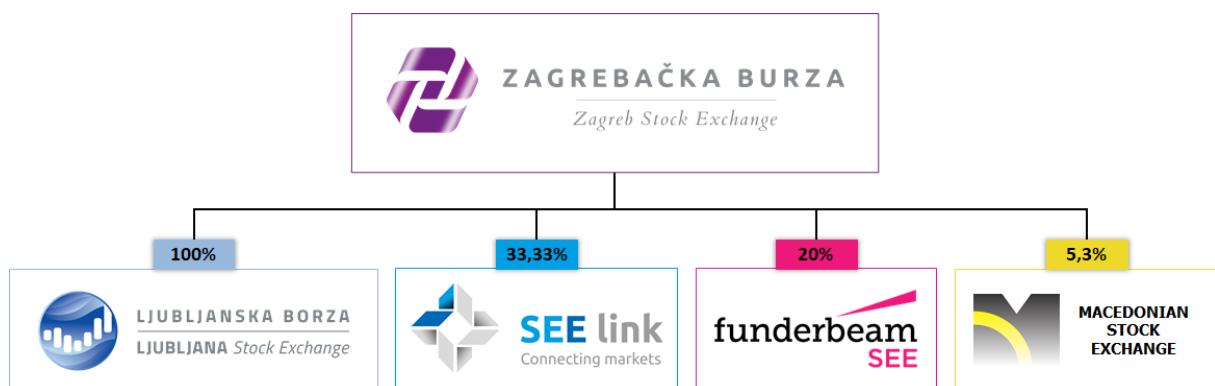 ZAGREBAČKA BURZA
Zagreb Stock Exchange
100%
33,33%
20%
5,3%
LJUBLJANSKA BORZA
LJUBLJANA Stock Exchange
SEE link
Connecting markets
funderbeam
SEE
MACEDONIAN
STOCK
EXCHANGE